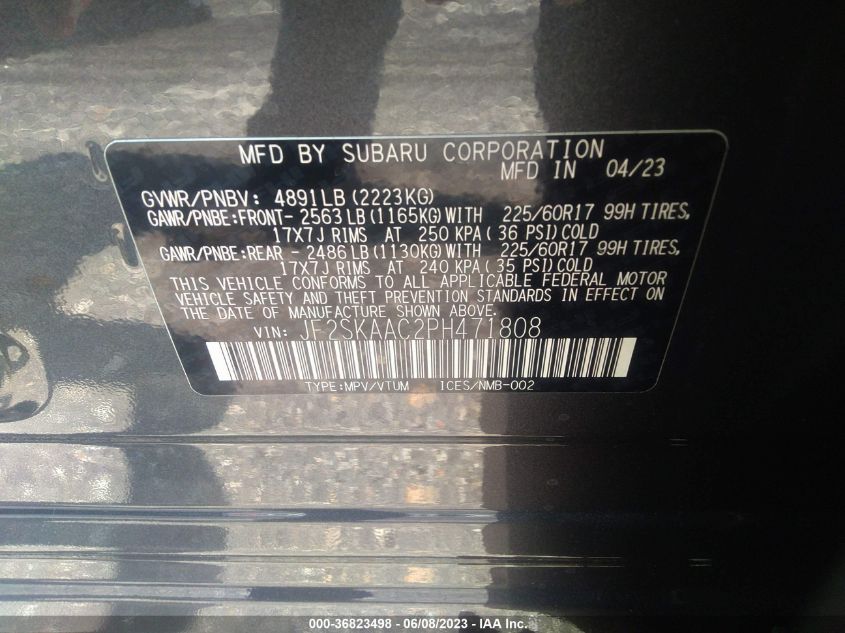 MFD BY SUBARU CORPORATION
MFD IN 04/23
GVWR/PNBV: 4891LB (2223KG)
GAWR/PNBE:FRONT- 2563 LB (1165KG) WITH 225/60R17 99H TIRES,
17X7J RIMS AT 250 KPA ( 36 PSI) COLD
GAWR/PNBE:REAR - 2486 LB (1130KG) WITH 225/60R17 99H TIRES,
17X7J RIMS AT 240 KPA ( 35 PSI) COLD
THIS VEHICLE CONFORMS TO ALL APPLICABLE FEDERAL MOTOR
VEHICLE SAFETY AND THEFT PREVENTION STANDARDS IN EFFECT ON
THE DATE OF MANUFACTURE SHOWN ABOVE.
VIN: JF2SKAAC2PH471808
TYPE:MPV/VTUM ICES/NMB-002
000-36823498 - 06/08/2023 - IAA Inc.